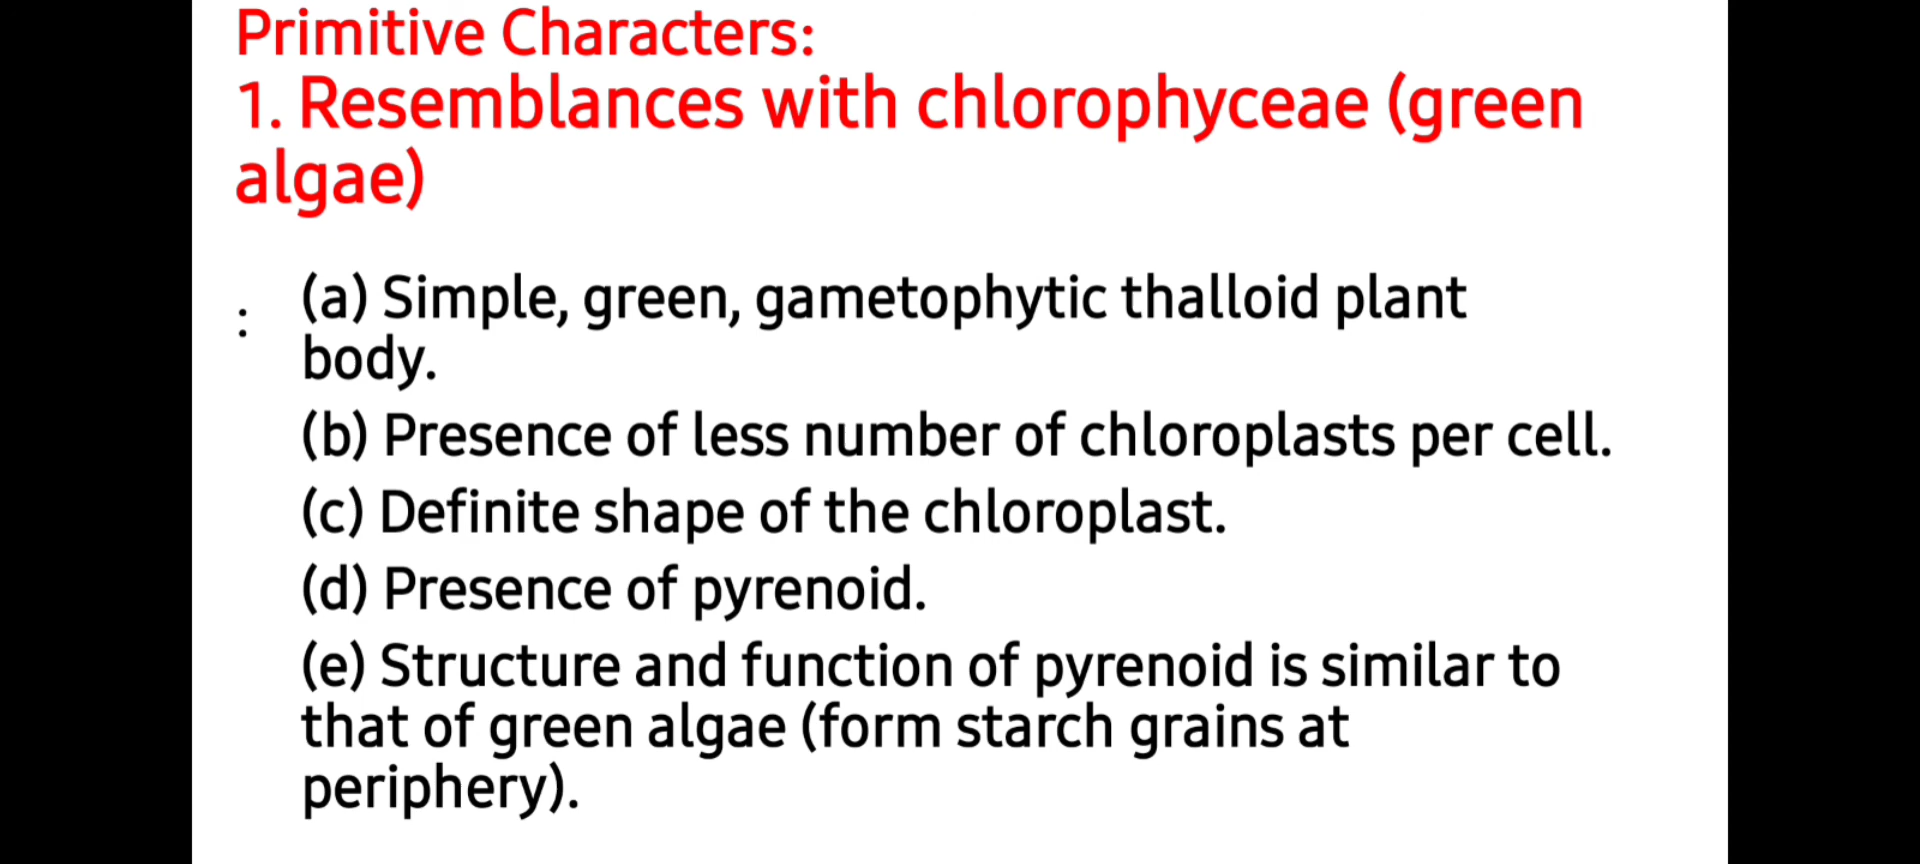 Primitive Characters:
1. Resemblances with chlorophyceae (green
algae)
: (a) Simple, green, gametophytic thalloid plant
body.
(b) Presence of less number of chloroplasts per cell.
(c) Definite shape of the chloroplast.
(d) Presence of pyrenoid.
(e) Structure and function of pyrenoid is similar to
that of green algae (form starch grains at
periphery).